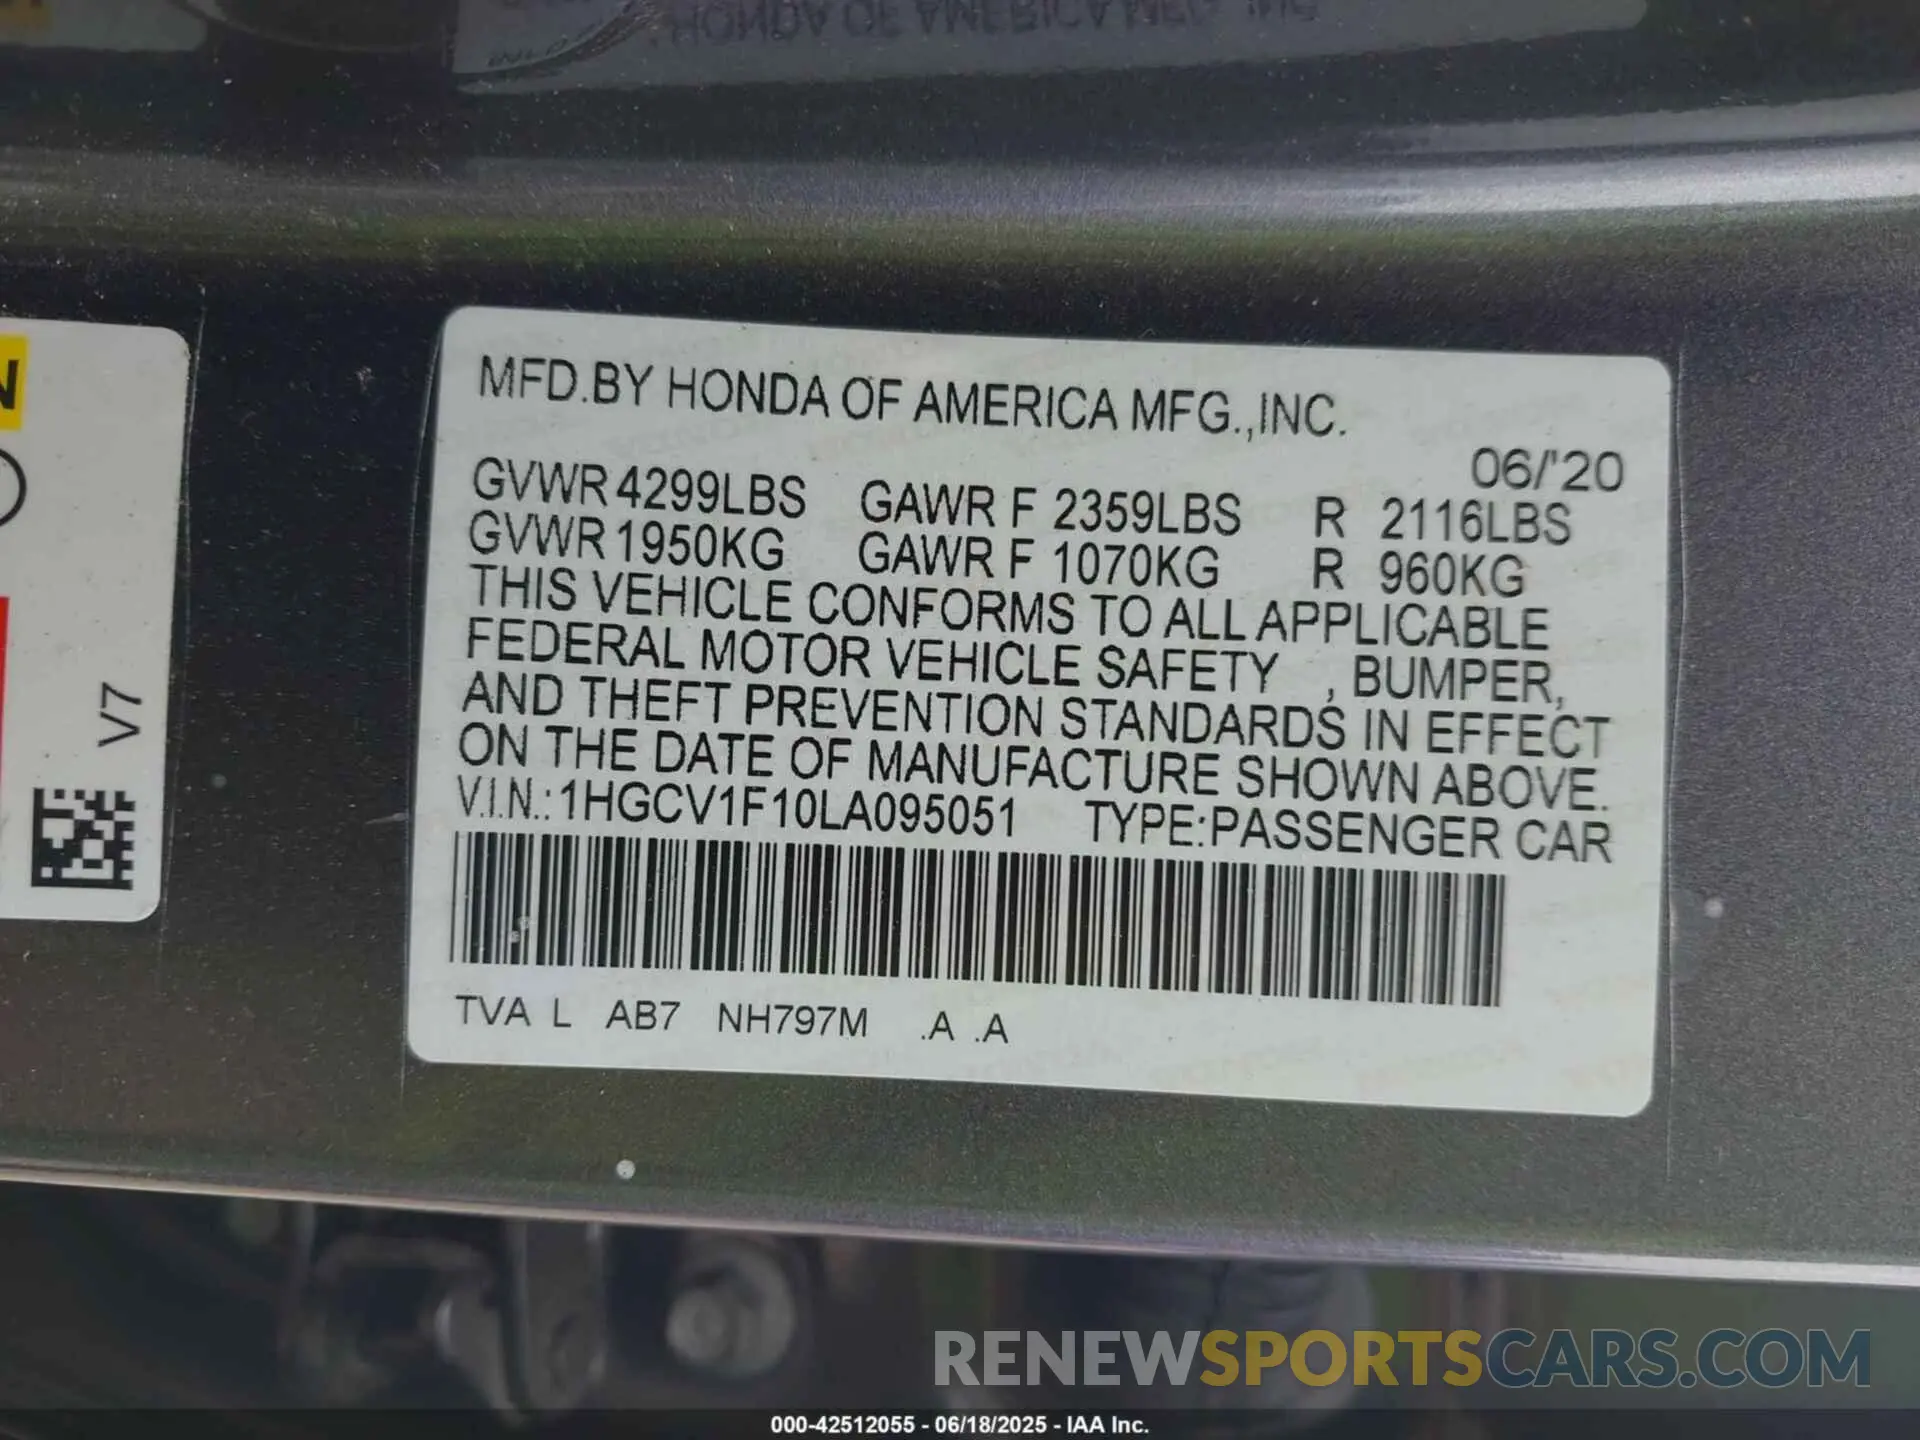 MFD.BY HONDA OF AMERICA MFG.,INC.
06/'20
GVWR 4299LBS GAWR F 2359LBS R 2116LBS
GVWR 1950KG GAWR F 1070KG R 960KG
THIS VEHICLE CONFORMS TO ALL APPLICABLE
FEDERAL MOTOR VEHICLE SAFETY , BUMPER,
AND THEFT PREVENTION STANDARDS IN EFFECT
ON THE DATE OF MANUFACTURE SHOWN ABOVE.
V.I.N.:1HGCV1F10LA095051 TYPE:PASSENGER CAR
TVA L AB7 NH797M .A .A
N
V7
RENEWSPORTSCARS.COM
000-42512055 - 06/18/2025 - IAA Inc.